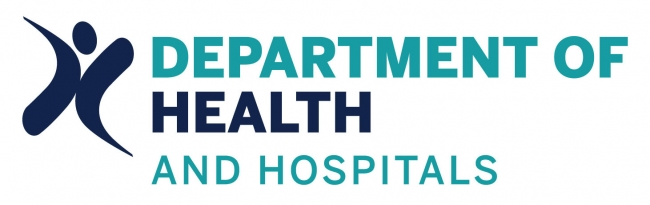 DEPARTMENT OF
HEALTH
AND HOSPITALS